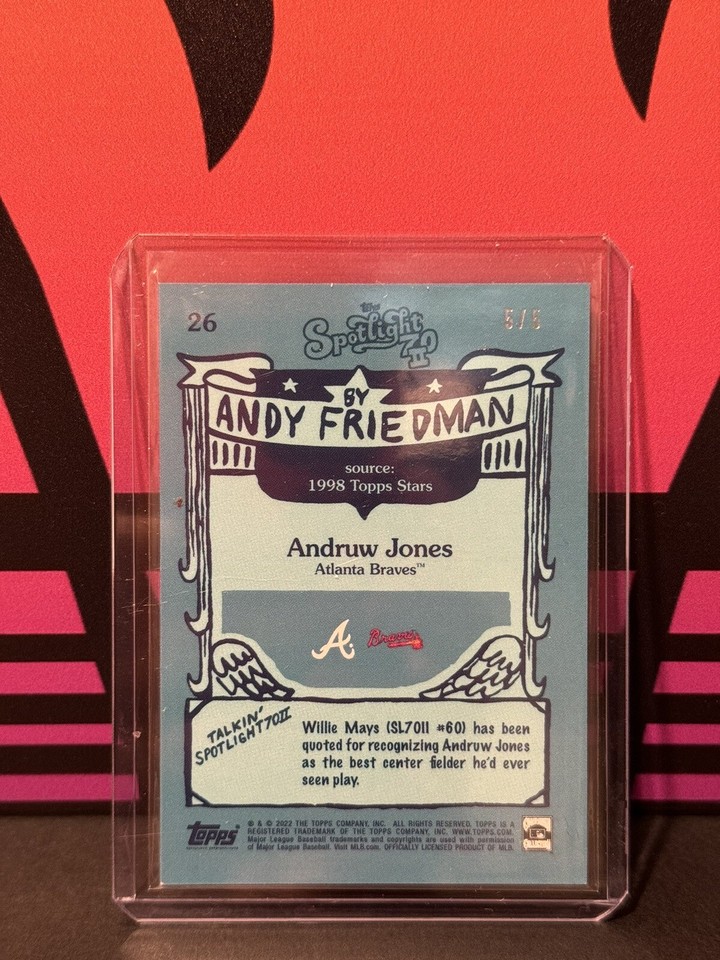 26
Topps
5/5
Spotlight
70II
BY
ANDY FRIEDMAN
source:
1998 Topps Stars
Andruw Jones
Atlanta Braves™
A
Braves
TALKIN'
SPOTLIGHT70II
Willie Mays (SL70II #60) has been
quoted for recognizing Andruw Jones
as the best center fielder he'd ever
seen play.
Topps®
® & © 2022 THE TOPPS COMPANY, INC. ALL RIGHTS RESERVED. TOPPS IS A
REGISTERED TRADEMARK OF THE TOPPS COMPANY, INC. WWW.TOPPS.COM.
Major League Baseball trademarks and copyrights are used with permission
of Major League Baseball. Visit MLB.com. OFFICIALLY LICENSED PRODUCT OF MLB.